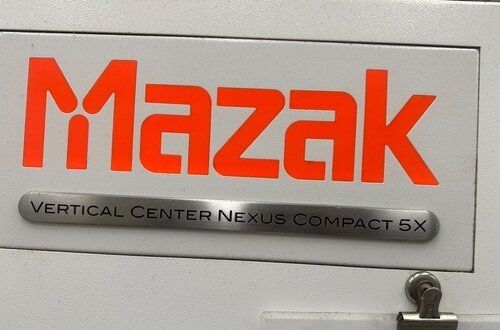 Mazak
VERTICAL CENTER NEXUS COMPACT 5X